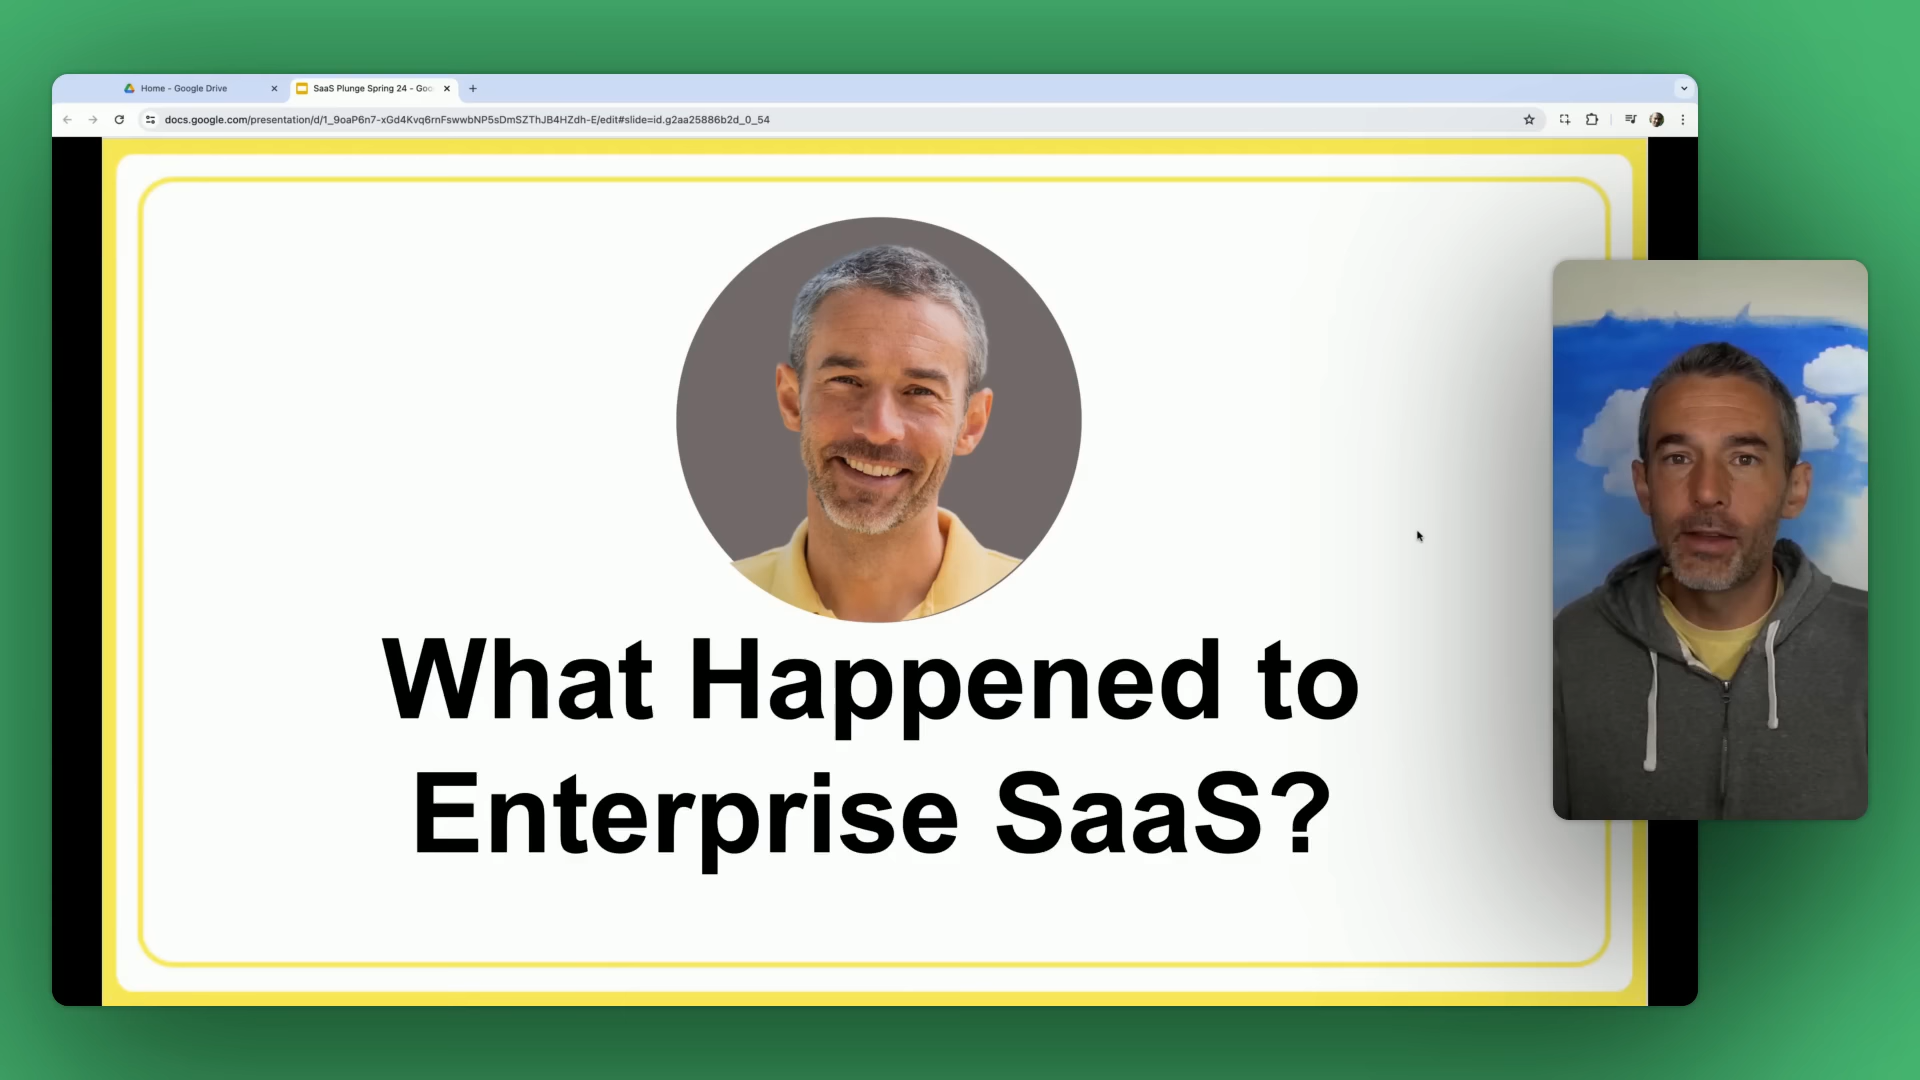 Home - Google Drive
SaaS Plunge Spring 24 - Goo
docs.google.com/presentation/d/1_9oaP6n7-xGd4Kvq6rnFswwbNP5sDmSZThJB4HZdh-E/edit#slide=id.g2aa25886b2d_0_54
What Happened to
Enterprise SaaS?